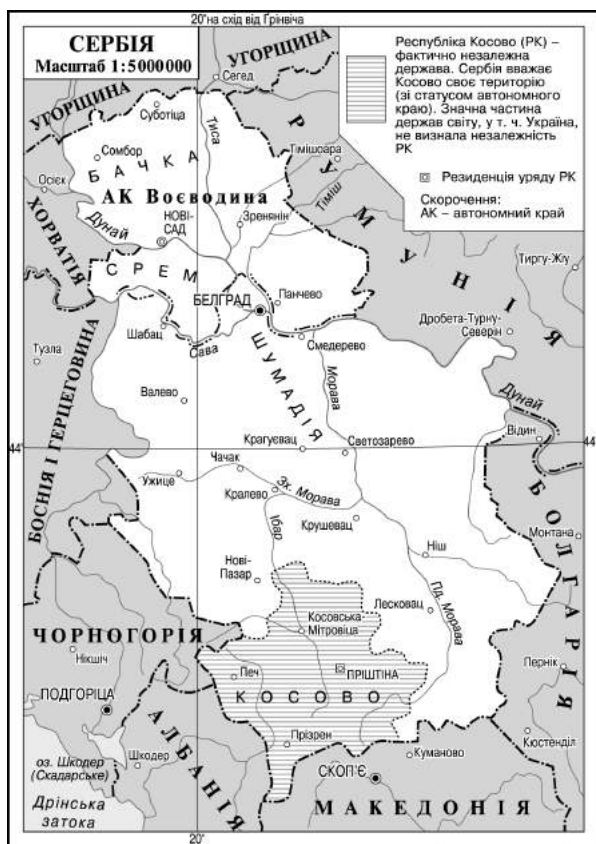 20° на схід від Ґрінвіча
СЕРБІЯ
Масштаб 1:5000000
УГОРЩИНА
УГОРЩИНА
Сегед
Республіка Косово (РК) –
фактично незалежна
держава. Сербія вважає
Косово своє територію
(зі статусом автономного
краю). Значна частина
держав світу, у т. ч. Україна,
не визнала незалежність
РК
Резиденція уряду РК
Скорочення:
АК – автономний край
Суботіца
Тиса
Сомбор
БАЧКА
Тімішоара
Осієк
АК Воєводина
Тіміш
РУМУНІЯ
ХОРВАТІЯ
Дунай
НОВІ-
САД
Зренянін
СРЕМ
Тиргу-Жіу
БЕЛГРАД
Панчево
Дробета-Турну-
Северін
Шабац
Сава
Смедерево
Тузла
ШУМАДІЯ
Морава
Дунай
Валево
БОСНІЯ І ГЕРЦЕГОВИНА
Відин
44°
44°
Крагуєвац
Светозарево
Чачак
Ужице
Зх. Морава
Кралево
Ібар
Крушевац
БОЛГАРІЯ
Монтана
Ніш
Нові-
Пазар
Пд. Морава
Лесковац
Косовська-
Мітровіца
ЧОРНОГОРІЯ
Нікшіч
Печ
ПРІШТІНА
Пернік
КОСОВО
ПОДГОРІЦА
АЛБАНІЯ
Прізрен
Кюстенділ
оз. Шкодер
(Скадарське)
Шкодер
Куманово
СКОП'Є
Дрінська
затока
МАКЕДОНІЯ
20°